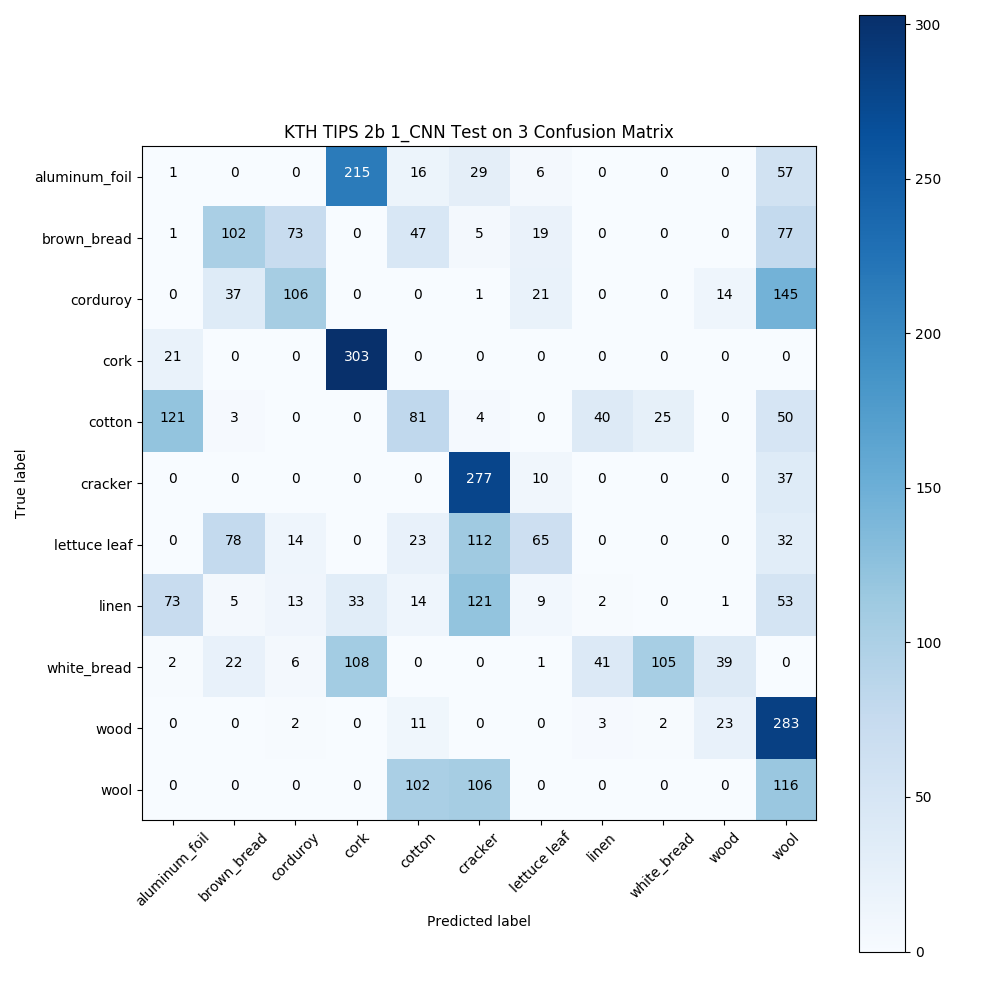 KTH TIPS 2b 1_CNN Test on 3 Confusion Matrix
aluminum_foil 1 0 0 215 16 29 6 0 0 0 57
brown_bread 1 102 73 0 47 5 19 0 0 0 77
corduroy 0 37 106 0 0 1 21 0 0 14 145
cork 21 0 0 303 0 0 0 0 0 0 0
cotton 121 3 0 0 81 4 0 40 25 0 50
cracker 0 0 0 0 0 277 10 0 0 0 37
lettuce leaf 0 78 14 0 23 112 65 0 0 0 32
linen 73 5 13 33 14 121 9 2 0 1 53
white_bread 2 22 6 108 0 0 1 41 105 39 0
wood 0 0 2 0 11 0 0 3 2 23 283
wool 0 0 0 0 102 106 0 0 0 0 116
aluminum_foil brown_bread corduroy cork cotton cracker lettuce leaf linen white_bread wood wool
Predicted label
True label
300
250
200
150
100
50
0